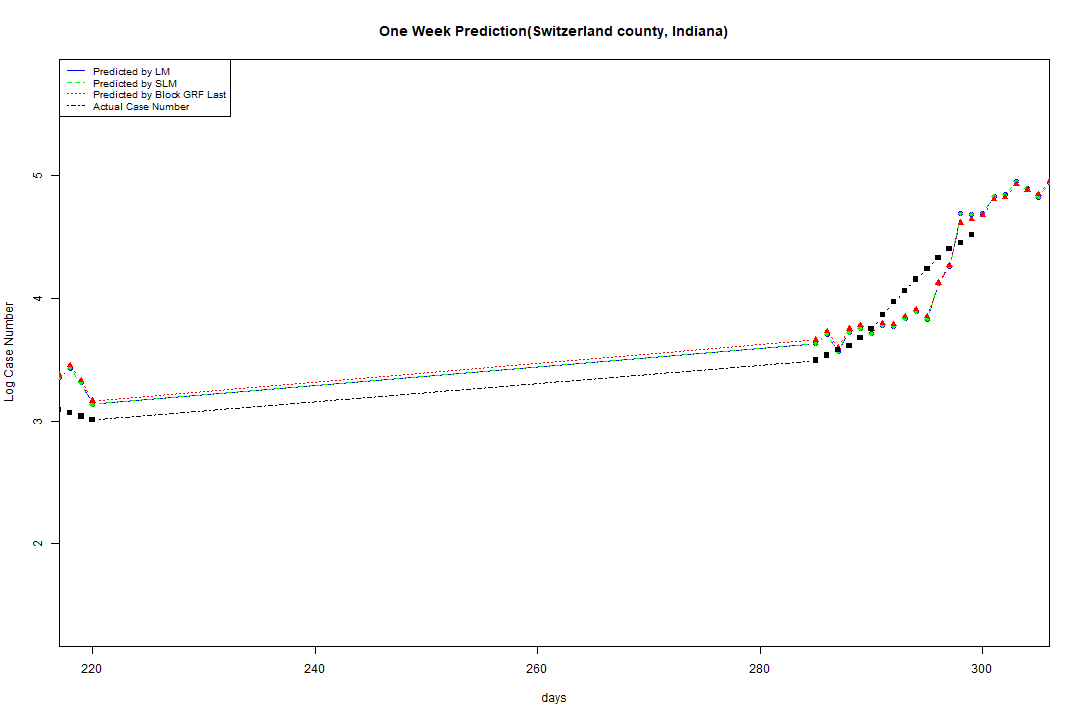 One Week Prediction(Switzerland county, Indiana)
Predicted by LM
Predicted by SLM
Predicted by Block GRF Last
Actual Case Number
5
4
3
2
Log Case Number
220 240 260 280 300
days